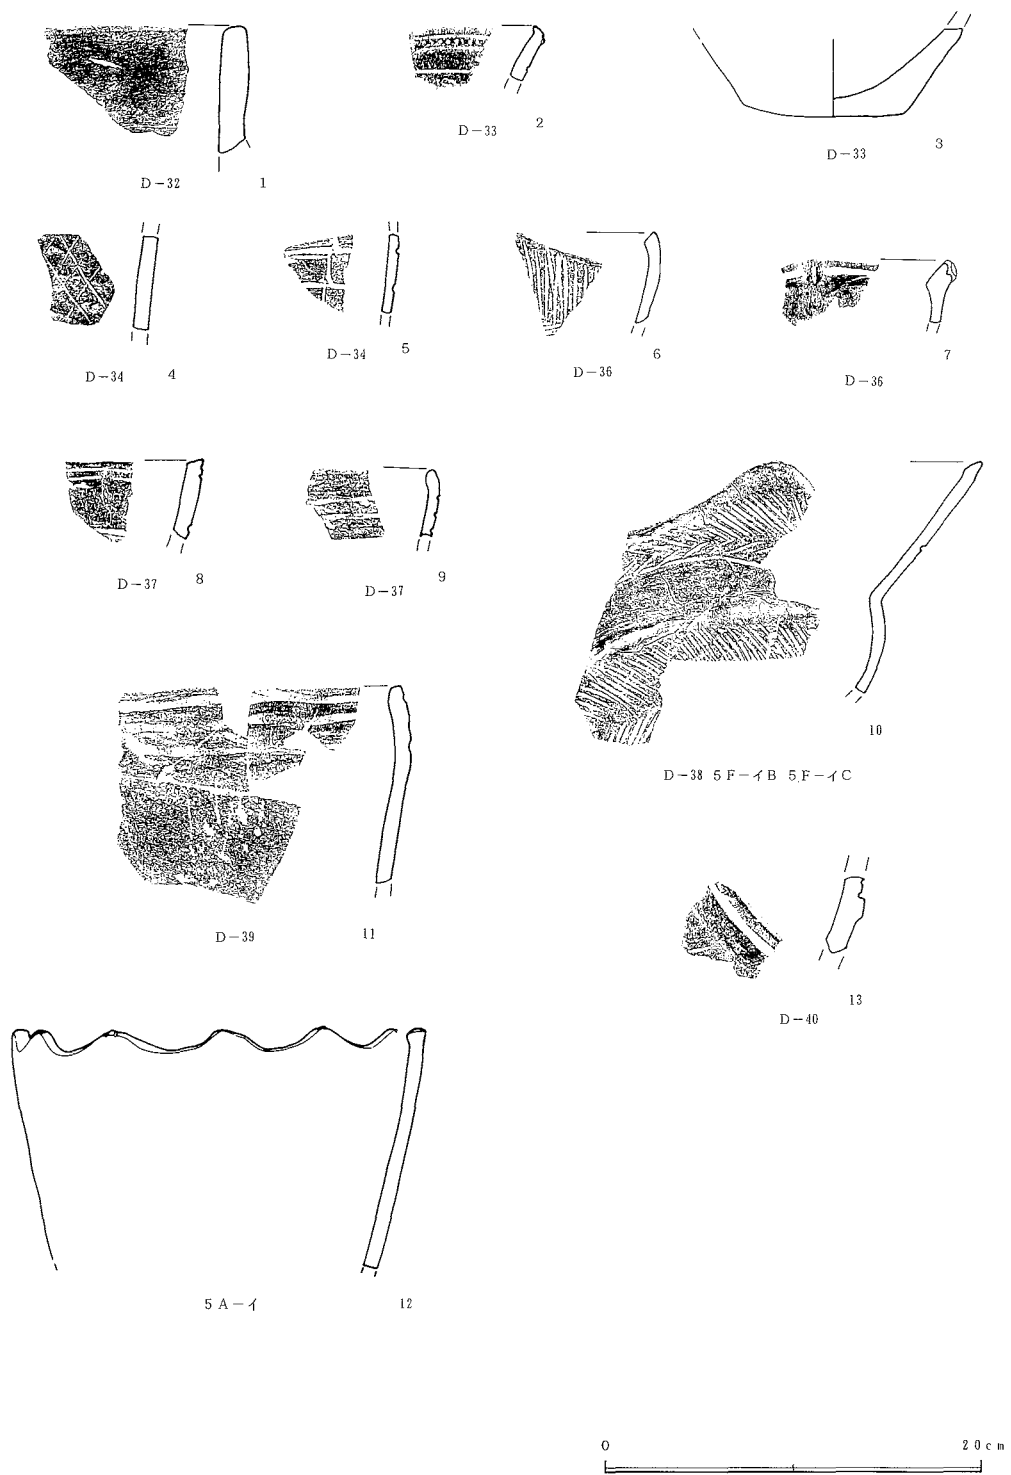 D-32 1
D-33 2
D-33 3
D-34 4
D-34 5
D-36 6
D-36 7
D-37 8
D-37 9
D-38 5F-イB 5F-イC 10
D-39 11
D-40 13
5A-イ 12
0 20cm